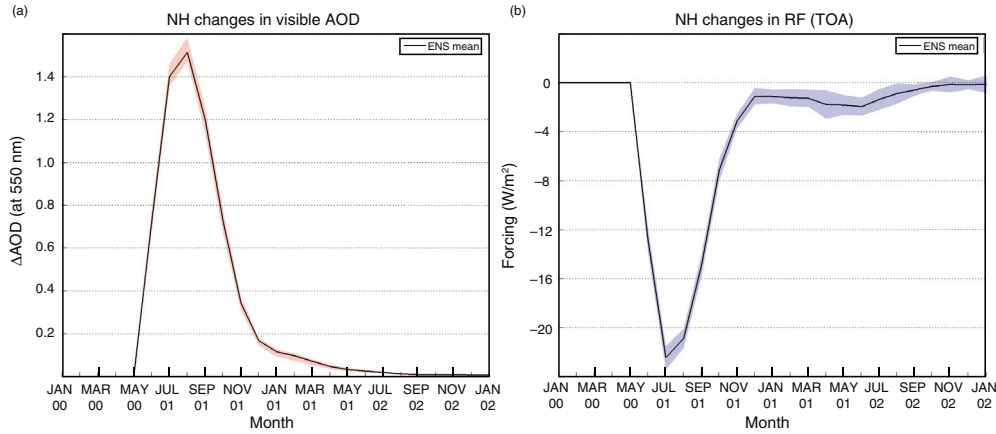 (a)
NH changes in visible AOD
ENS mean
ΔAOD (at 550 nm)
1.4
1.2
1.0
0.8
0.6
0.4
0.2
JAN 00
MAR 00
MAY 00
JUL 01
SEP 01
NOV 01
JAN 01
MAR 01
MAY 01
JUL 02
SEP 02
NOV 02
JAN 02
Month
(b)
NH changes in RF (TOA)
ENS mean
Forcing (W/m²)
0
−4
−8
−12
−16
−20
JAN 00
MAR 00
MAY 00
JUL 01
SEP 01
NOV 01
JAN 01
MAR 01
MAY 01
JUL 02
SEP 02
NOV 02
JAN 02
Month